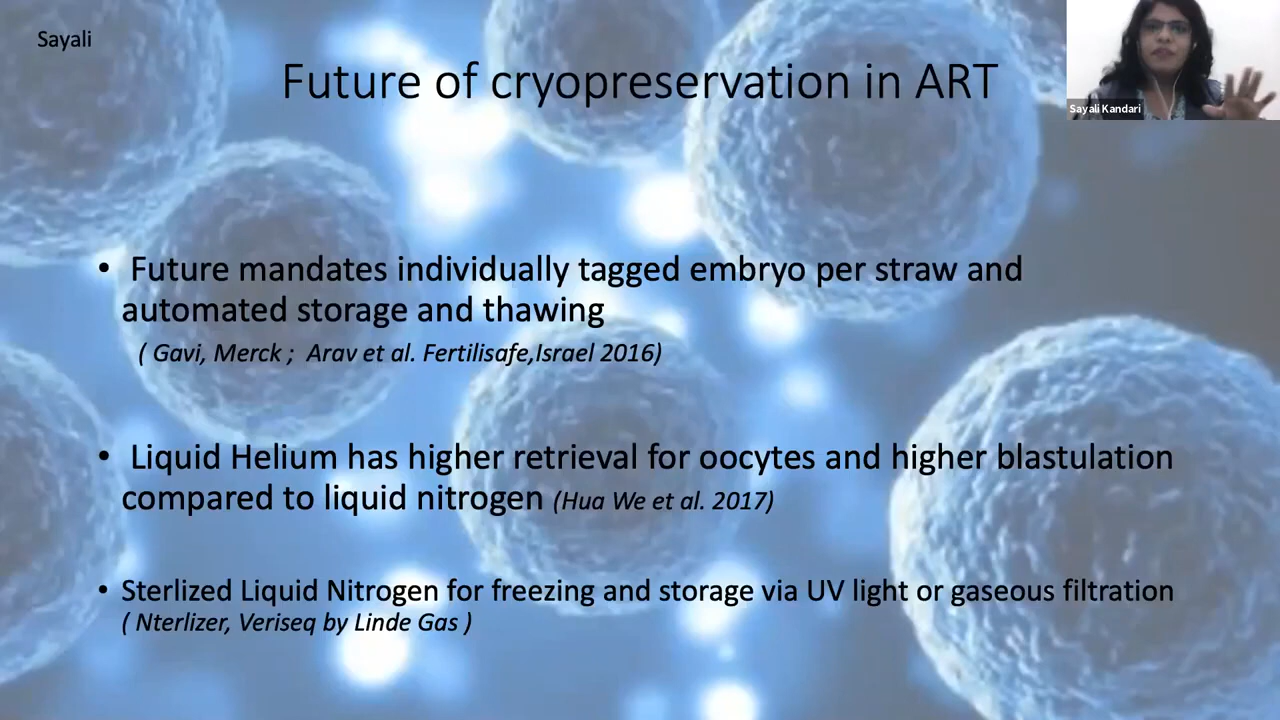 Sayali
Future of cryopreservation in ART
Sayali Kandari
• Future mandates individually tagged embryo per straw and
automated storage and thawing
( Gavi, Merck ; Arav et al. Fertilisafe,Israel 2016)
• Liquid Helium has higher retrieval for oocytes and higher blastulation
compared to liquid nitrogen (Hua We et al. 2017)
• Sterlized Liquid Nitrogen for freezing and storage via UV light or gaseous filtration
( Nterlizer, Veriseq by Linde Gas )